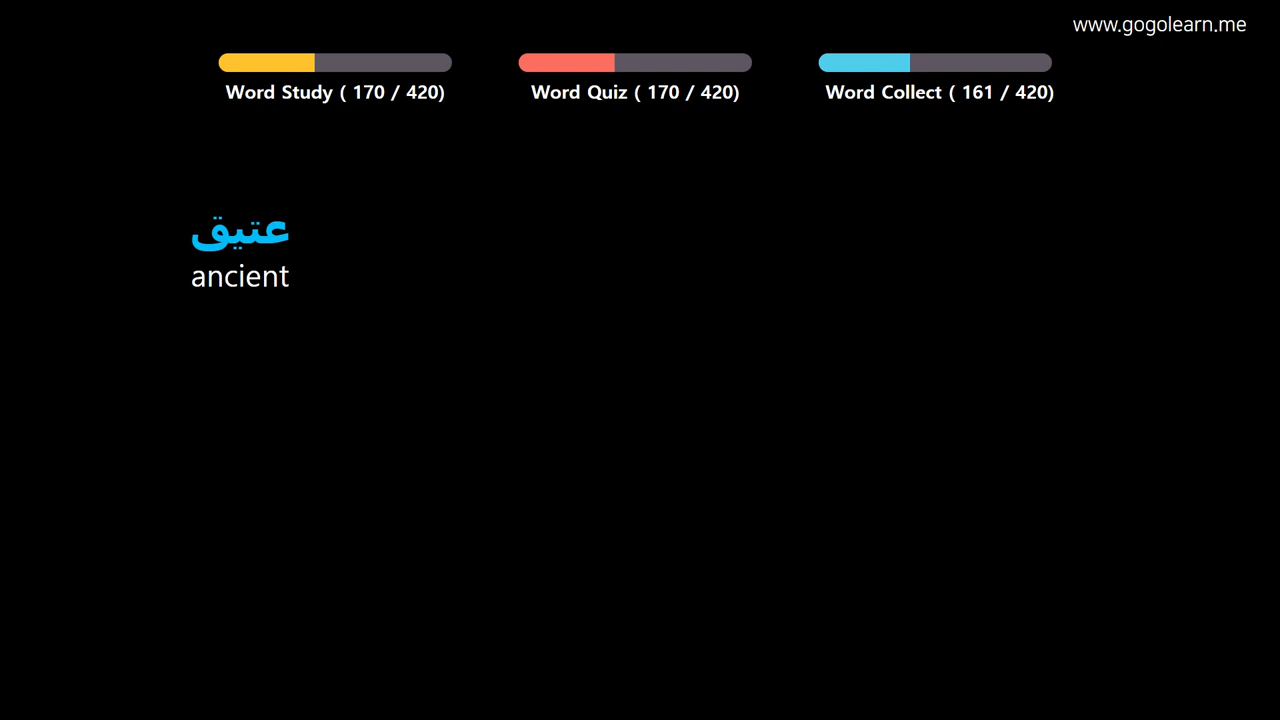 www.gogolearn.me
Word Study ( 170 / 420)
Word Quiz ( 170 / 420)
Word Collect ( 161 / 420)
عتيق
ancient